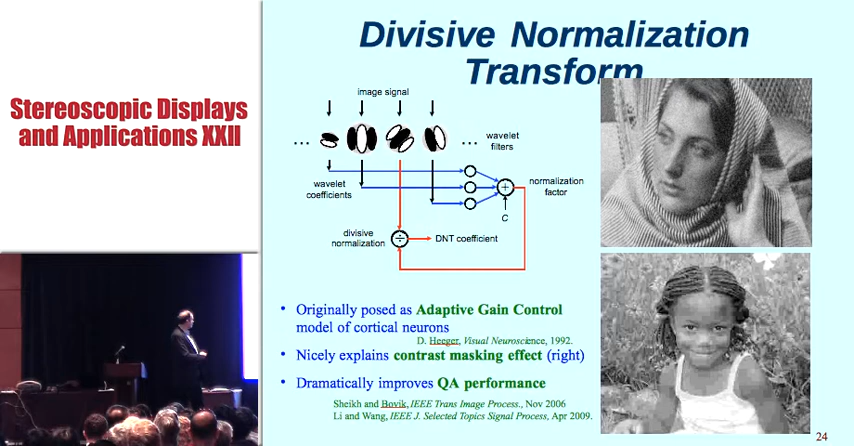 Stereoscopic Displays
and Applications XXII
Divisive Normalization
Transform
image signal
...
...
wavelet
filters
wavelet
coefficients
normalization
factor
+
C
divisive
normalization
÷
DNT coefficient
• Originally posed as Adaptive Gain Control
model of cortical neurons
D. Heeger, Visual Neuroscience, 1992.
• Nicely explains contrast masking effect (right)
• Dramatically improves QA performance
Sheikh and Bovik, IEEE Trans Image Process., Nov 2006
Li and Wang, IEEE J. Selected Topics Signal Process, Apr 2009.
24